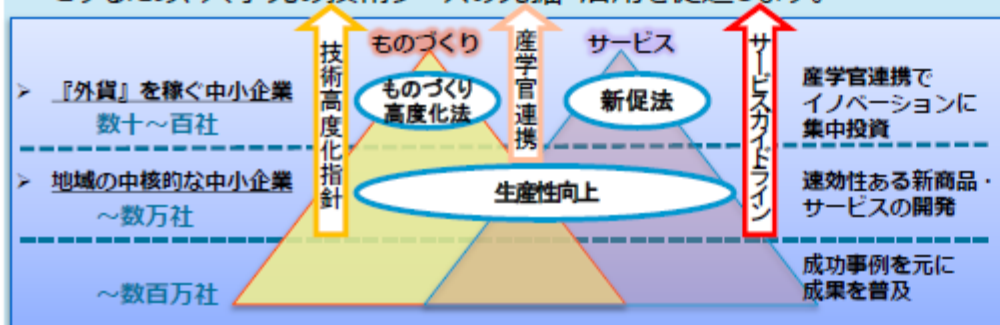 ものづくり
サービス
技術高度化指針
産学官連携
サービスガイドライン
➢ 『外貨』を稼ぐ中小企業
数十~百社
ものづくり
高度化法
新促法
産学官連携で
イノベーションに
集中投資
➢ 地域の中核的な中小企業
~数万社
生産性向上
速効性ある新商品・
サービスの開発
~数百万社
成功事例を元に
成果を普及